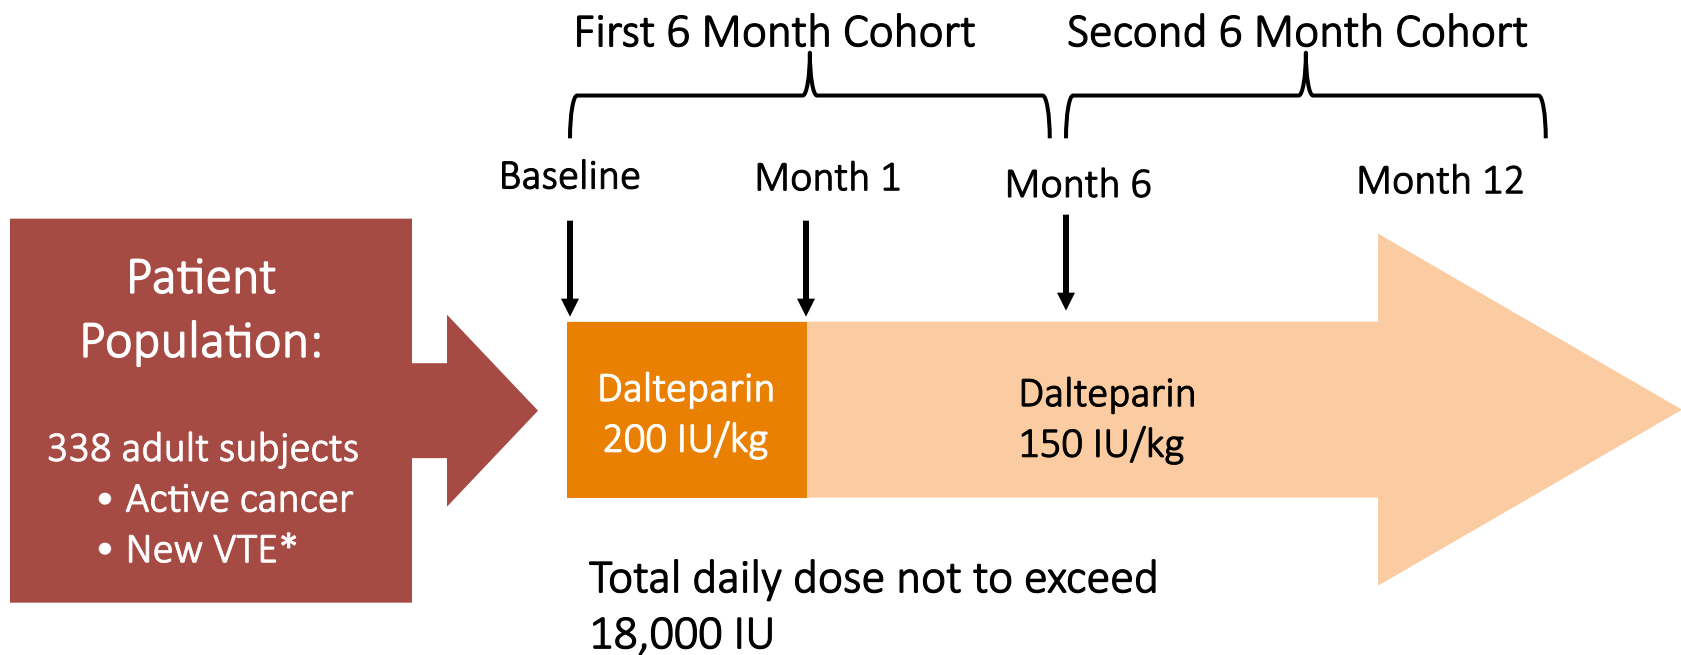 First 6 Month Cohort
Second 6 Month Cohort
Baseline
Month 1
Month 6
Month 12
Patient
Population:
338 adult subjects
• Active cancer
• New VTE*
Dalteparin
200 IU/kg
Dalteparin
150 IU/kg
Total daily dose not to exceed
18,000 IU